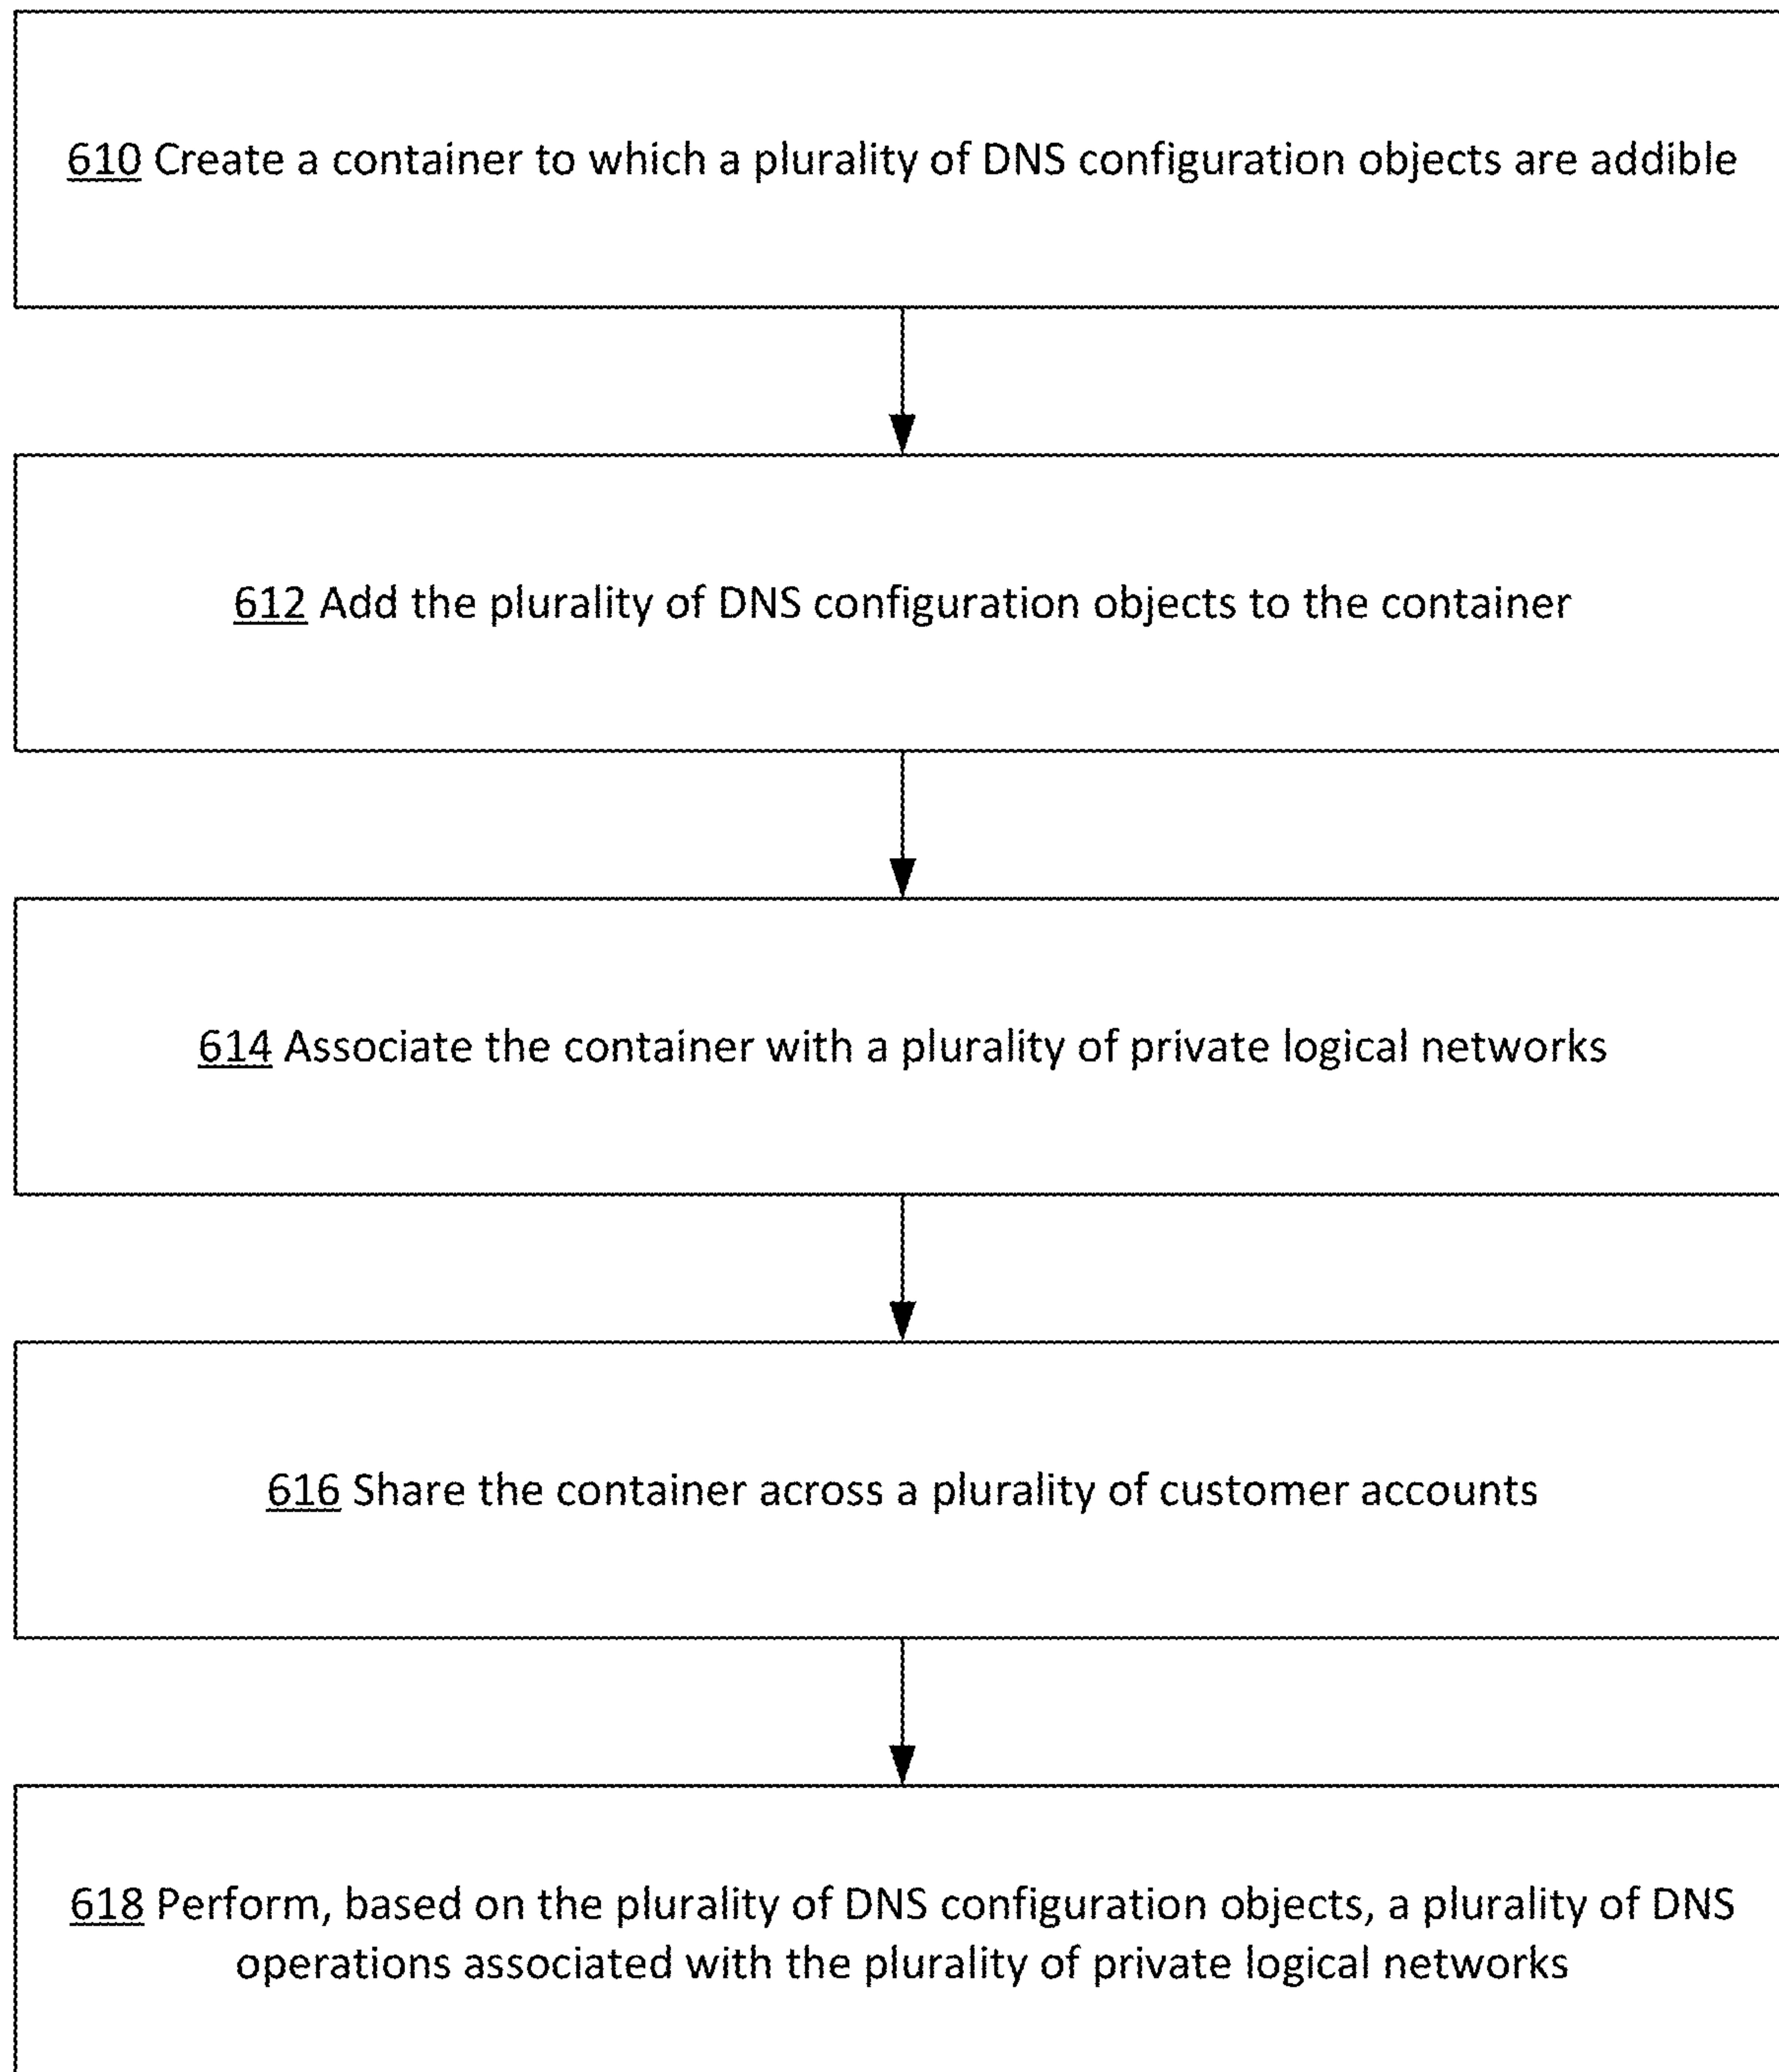 610 Create a container to which a plurality of DNS configuration objects are addible
612 Add the plurality of DNS configuration objects to the container
614 Associate the container with a plurality of private logical networks
616 Share the container across a plurality of customer accounts
618 Perform, based on the plurality of DNS configuration objects, a plurality of DNS
operations associated with the plurality of private logical networks